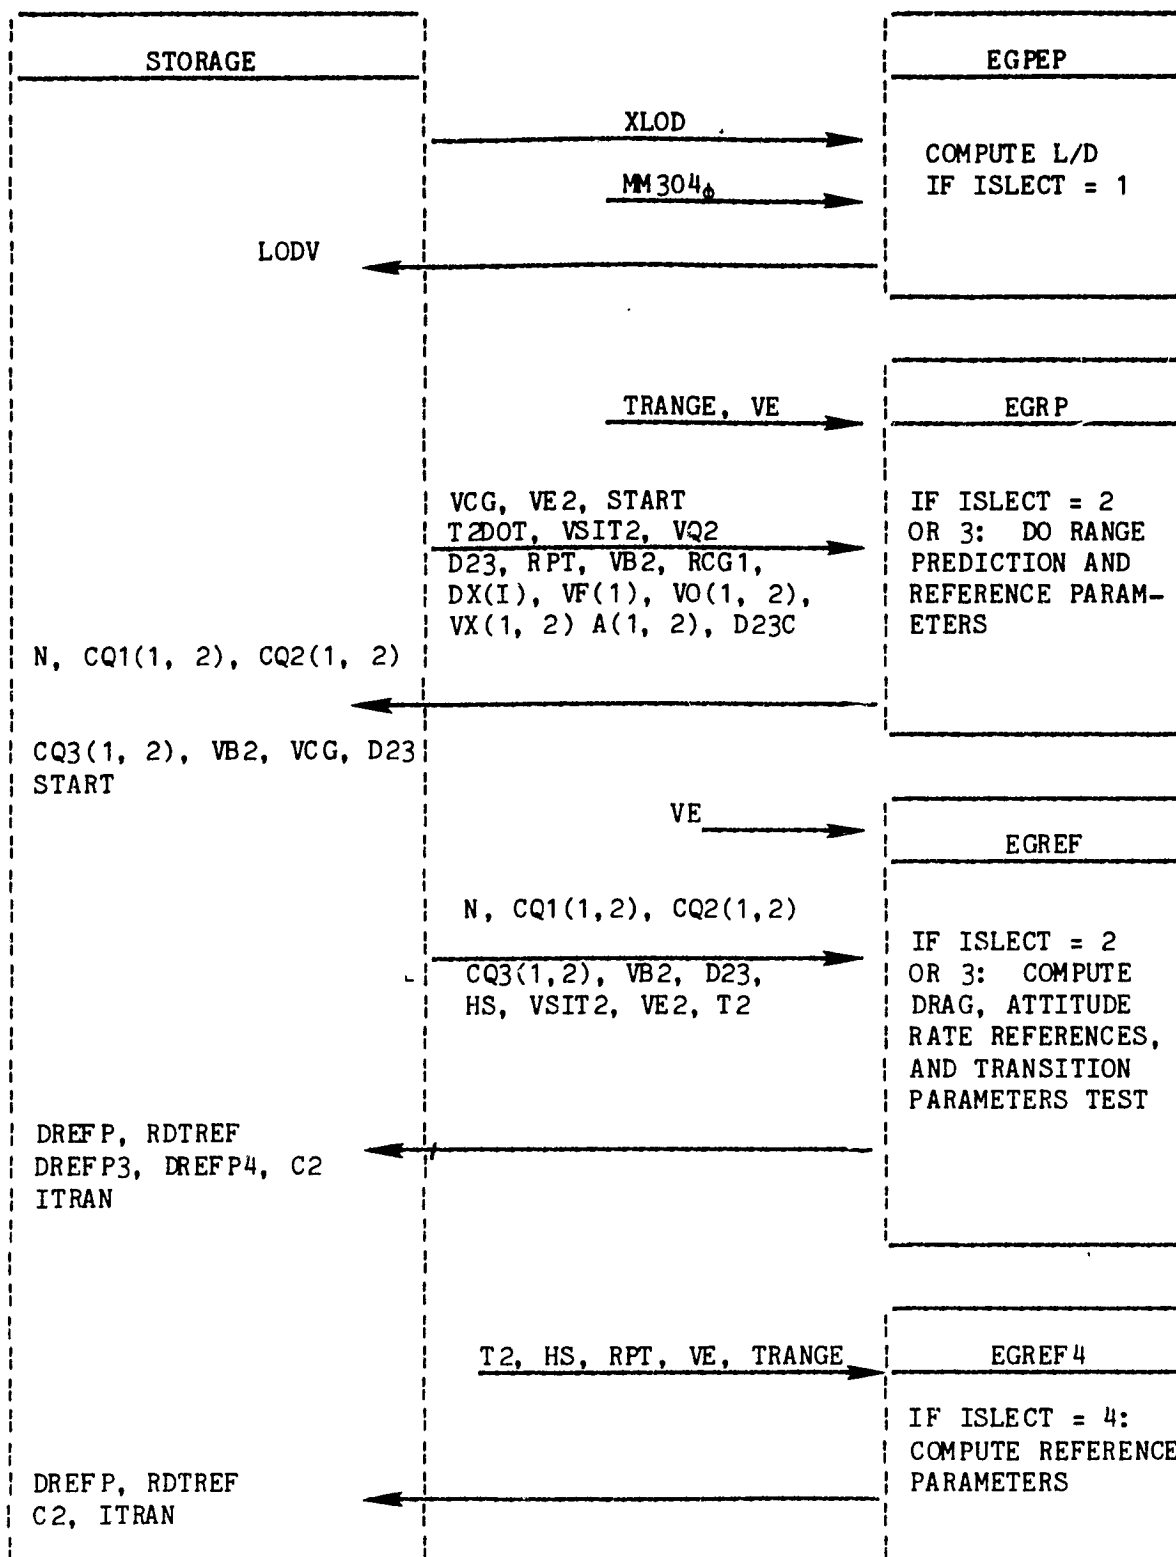 STORAGE
EGPEP
XLOD
COMPUTE L/D
IF ISLECT = 1
MM304ϕ
LODV
TRANGE, VE
EGRP
VCG, VE2, START
T2DOT, VSIT2, VQ2
D23, RPT, VB2, RCG1,
DX(I), VF(1), VO(1, 2),
VX(1, 2) A(1, 2), D23C
IF ISLECT = 2
OR 3: DO RANGE
PREDICTION AND
REFERENCE PARAM-
ETERS
N, CQ1(1, 2), CQ2(1, 2)
CQ3(1, 2), VB2, VCG, D23
START
VE
EGREF
N, CQ1(1,2), CQ2(1,2)
CQ3(1,2), VB2, D23,
HS, VSIT2, VE2, T2
IF ISLECT = 2
OR 3: COMPUTE
DRAG, ATTITUDE
RATE REFERENCES,
AND TRANSITION
PARAMETERS TEST
DREFP, RDTREF
DREFP3, DREFP4, C2
ITRAN
T2, HS, RPT, VE, TRANGE
EGREF4
IF ISLECT = 4:
COMPUTE REFERENCE
PARAMETERS
DREFP, RDTREF
C2, ITRAN